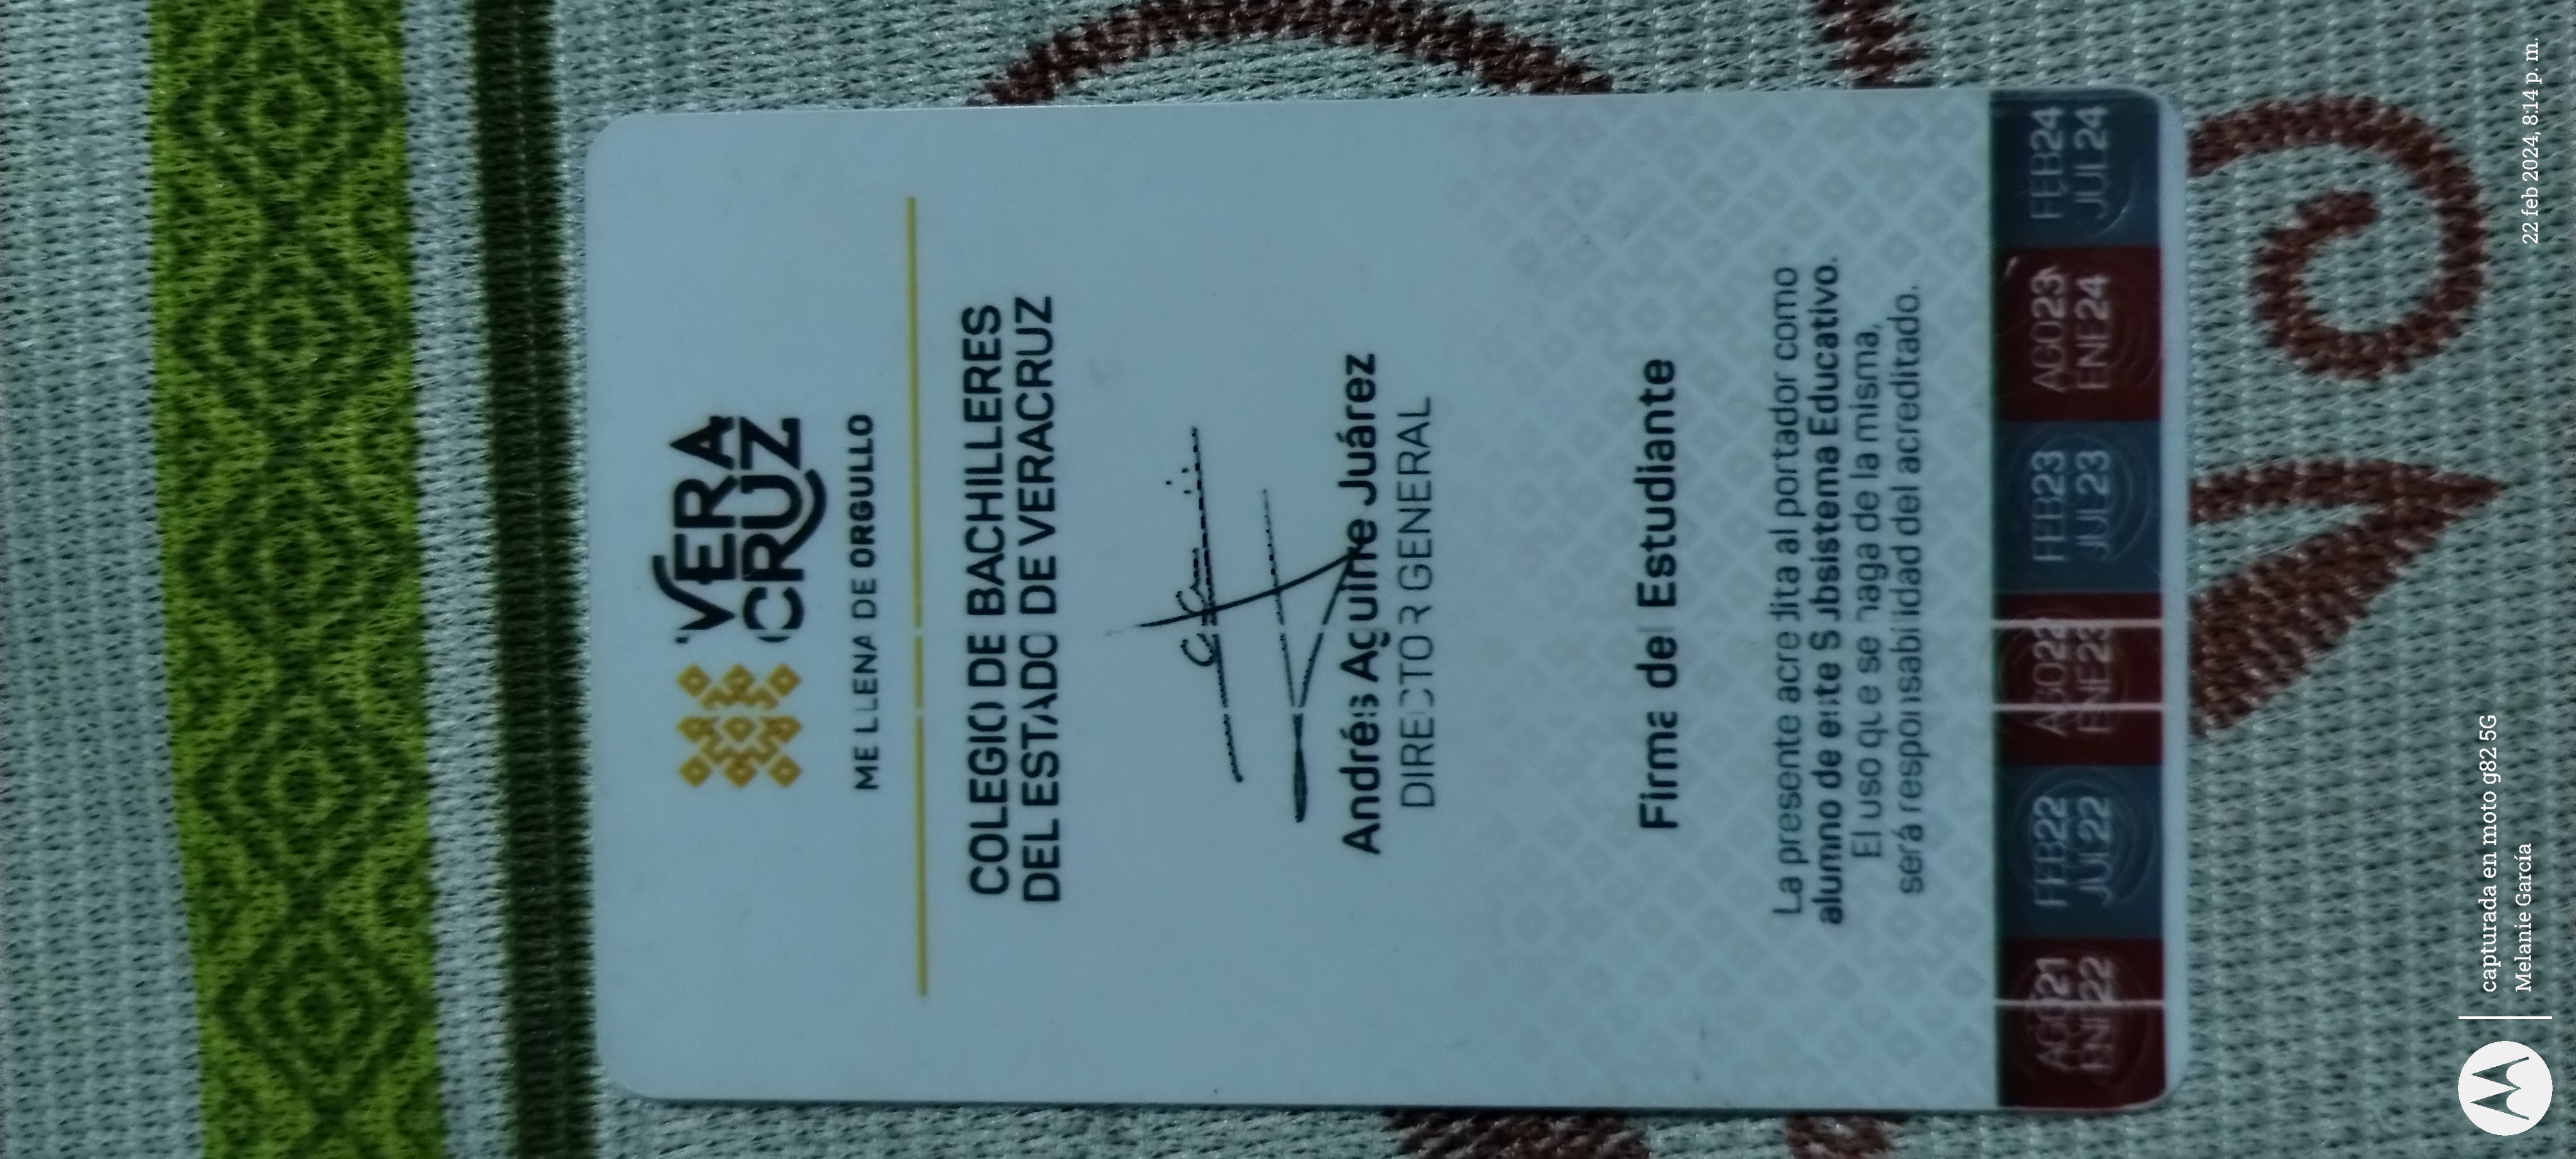 VERA
CRUZ
ME LLENA DE ORGULLO
COLEGIO DE BACHILLERES
DEL ESTADO DE VERACRUZ
Andrés Aguirre Juárez
DIRECTOR GENERAL
Firma del Estudiante
La presente acredita al portador como
alumno de este Subsistema Educativo.
El uso que se haga de la misma,
será responsabilidad del acreditado.
AGO21
ENE22
FEB22
JUL22
AGO22
ENE23
FEB23
JUL23
AGO23
ENE24
FEB24
JUL24
capturada en moto g82 5G
Melanie García
22 feb 2024, 8:14 p. m.